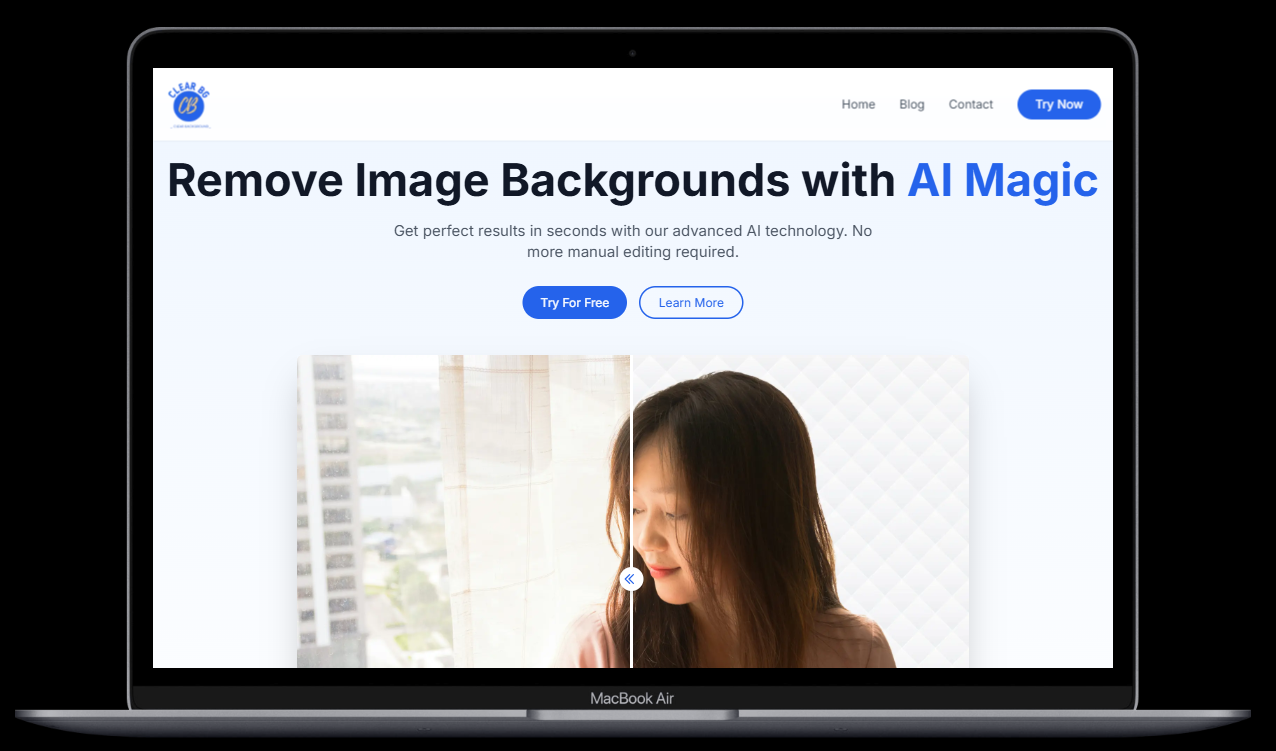 CLEAR BG
CB
Home Blog Contact Try Now
Remove Image Backgrounds with AI Magic
Get perfect results in seconds with our advanced AI technology. No
more manual editing required.
Try For Free Learn More
MacBook Air